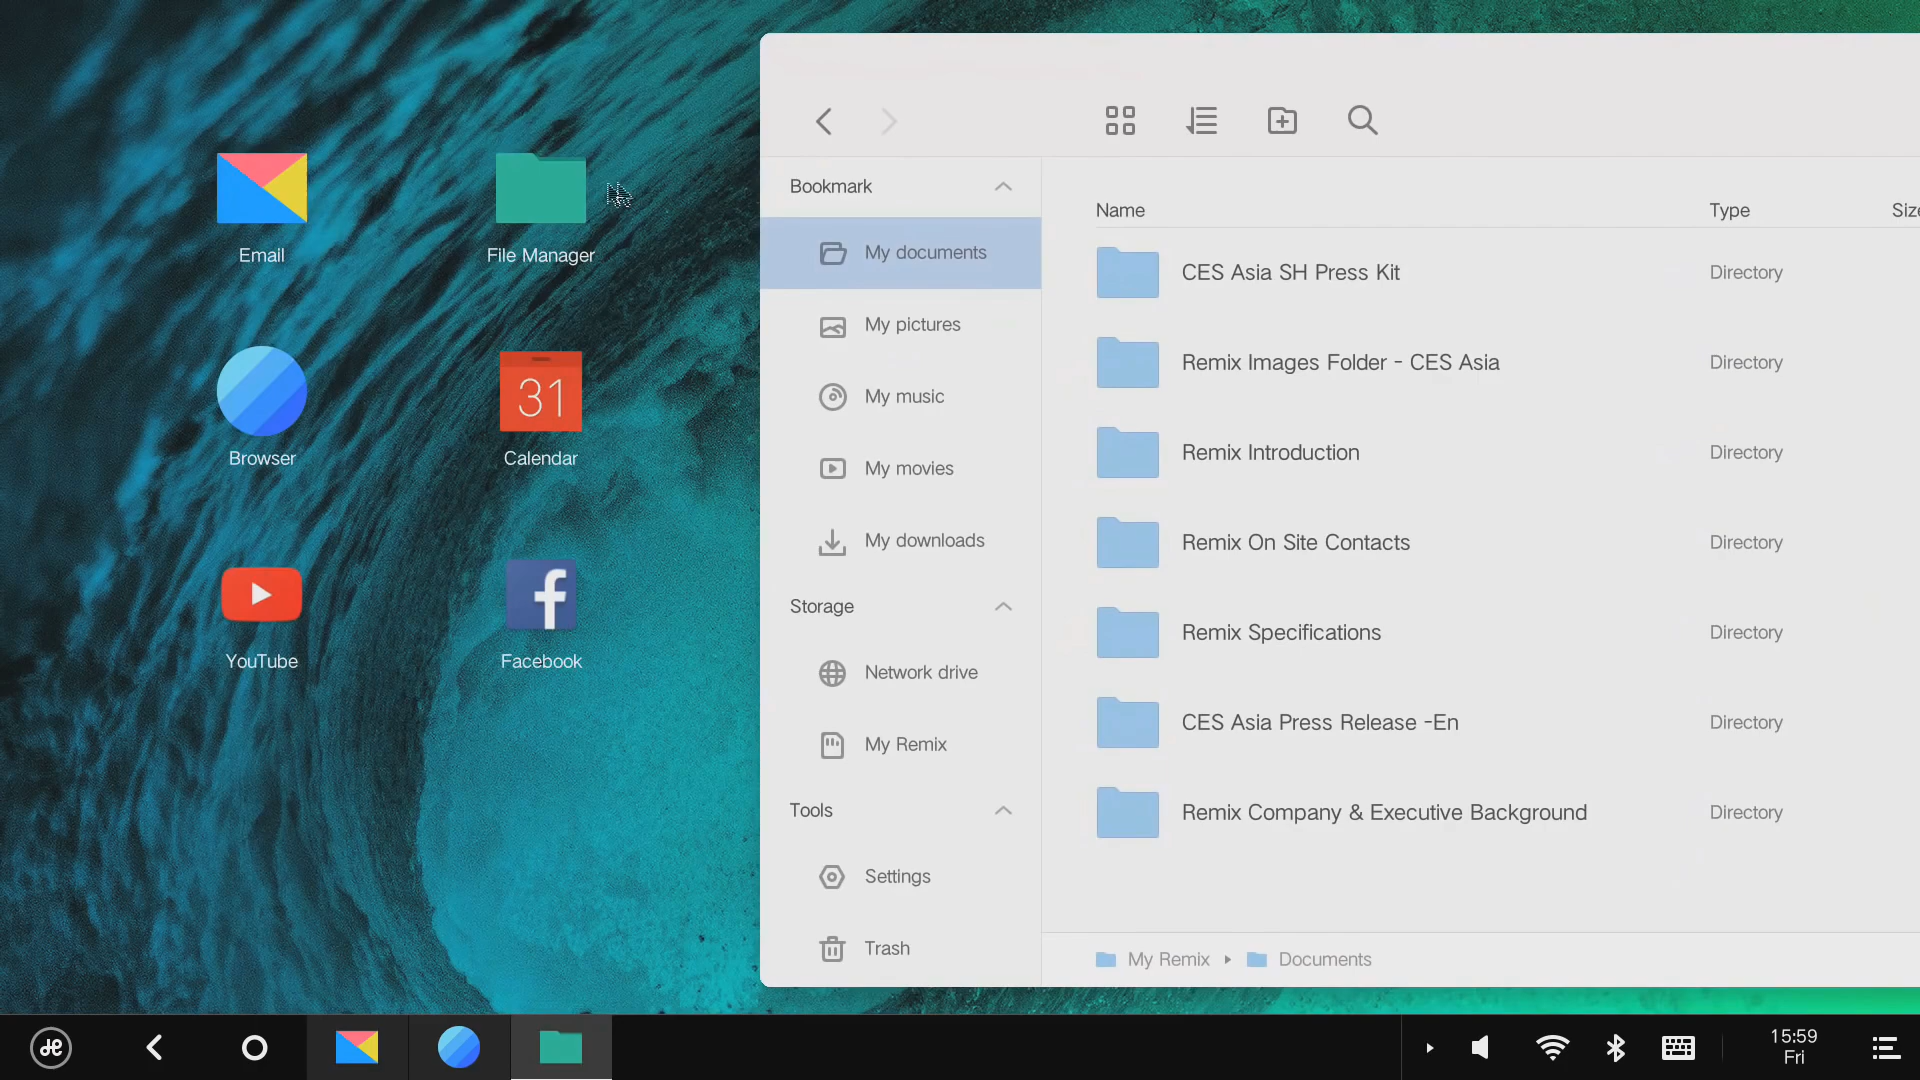 Email
File Manager
Browser
31
Calendar
YouTube
f
Facebook
Bookmark
My documents
My pictures
My music
My movies
My downloads
Storage
Network drive
My Remix
Tools
Settings
Trash
Name Type Size
CES Asia SH Press Kit Directory
Remix Images Folder - CES Asia Directory
Remix Introduction Directory
Remix On Site Contacts Directory
Remix Specifications Directory
CES Asia Press Release -En Directory
Remix Company & Executive Background Directory
My Remix Documents
15:59
Fri